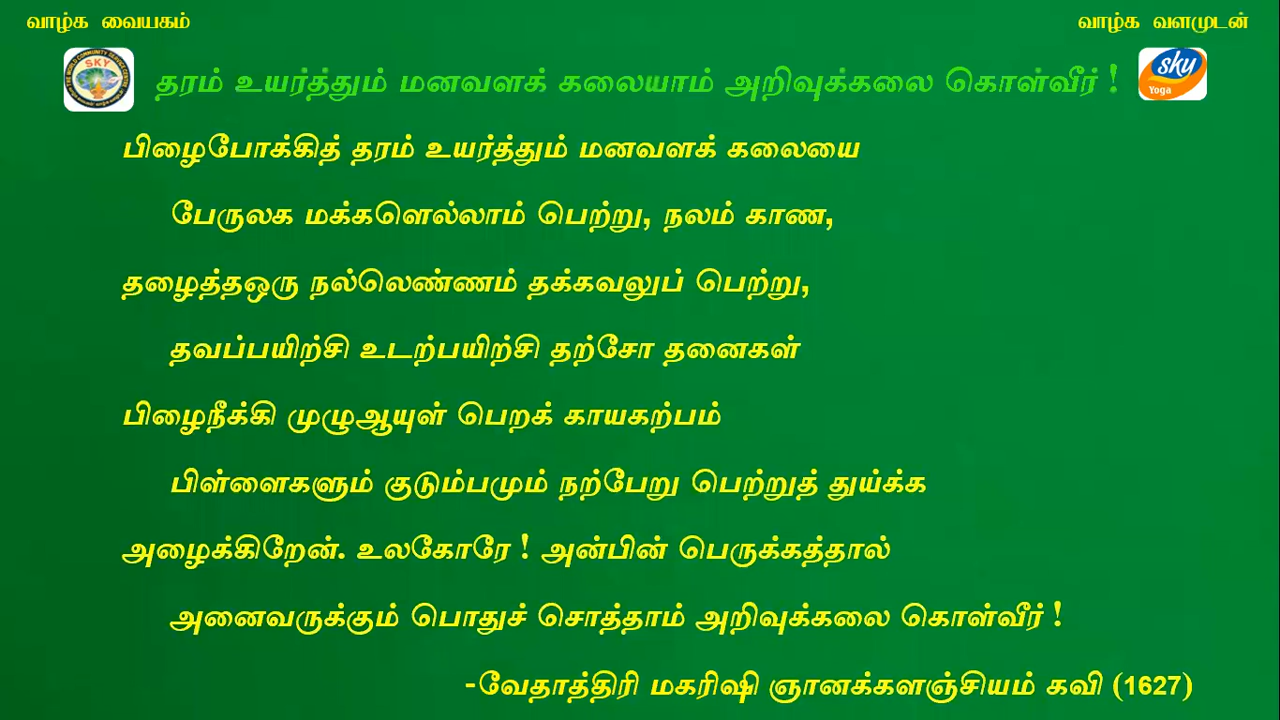 வாழ்க வையகம்
வாழ்க வளமுடன்
SKY
தரம் உயர்த்தும் மனவளக் கலையாம் அறிவுக்கலை கொள்வீர் !
sky
Yoga
பிழைபோக்கித் தரம் உயர்த்தும் மனவளக் கலையை
பேருலக மக்களெல்லாம் பெற்று, நலம் காண,
தழைத்தஒரு நல்லெண்ணம் தக்கவலுப் பெற்று,
தவப்பயிற்சி உடற்பயிற்சி தற்சோ தனைகள்
பிழைநீக்கி முழுஆயுள் பெறக் காயகற்பம்
பிள்ளைகளும் குடும்பமும் நற்பேறு பெற்றுத் துய்க்க
அழைக்கிறேன். உலகோரே ! அன்பின் பெருக்கத்தால்
அனைவருக்கும் பொதுச் சொத்தாம் அறிவுக்கலை கொள்வீர் !
-வேதாத்திரி மகரிஷி ஞானக்களஞ்சியம் கவி (1627)